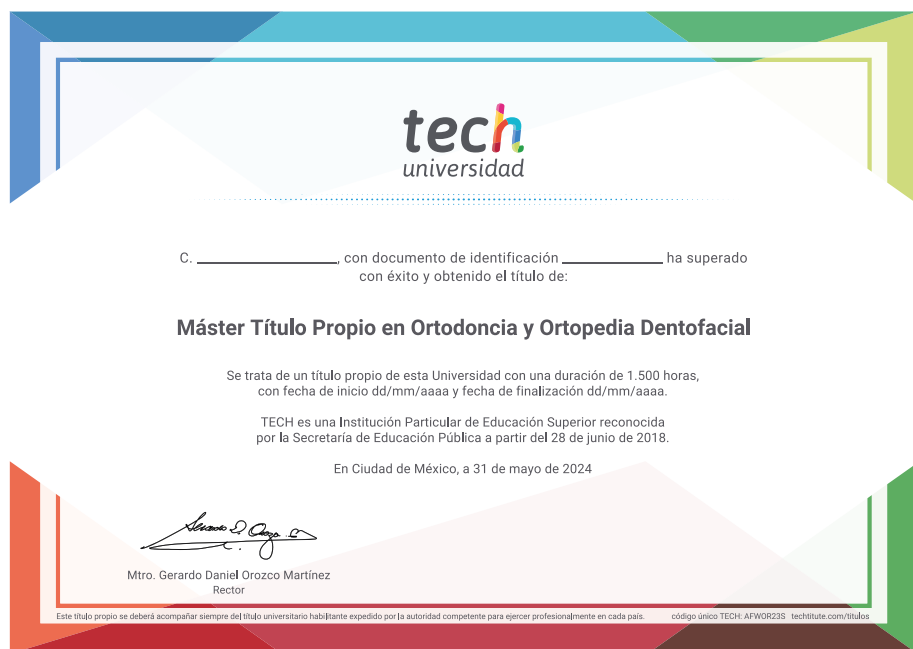 tech
universidad
C. ____________, con documento de identificación ____________ ha superado
con éxito y obtenido el título de:
Máster Título Propio en Ortodoncia y Ortopedia Dentofacial
Se trata de un título propio de esta Universidad con una duración de 1.500 horas,
con fecha de inicio dd/mm/aaaa y fecha de finalización dd/mm/aaaa.
TECH es una Institución Particular de Educación Superior reconocida
por la Secretaría de Educación Pública a partir del 28 de junio de 2018.
En Ciudad de México, a 31 de mayo de 2024
Mtro. Gerardo Daniel Orozco Martínez
Rector
Este título propio se deberá acompañar siempre del título universitario habilitante expedido por la autoridad competente para ejercer profesionalmente en cada país. código único TECH: AFWOR23S techtitute.com/titulos